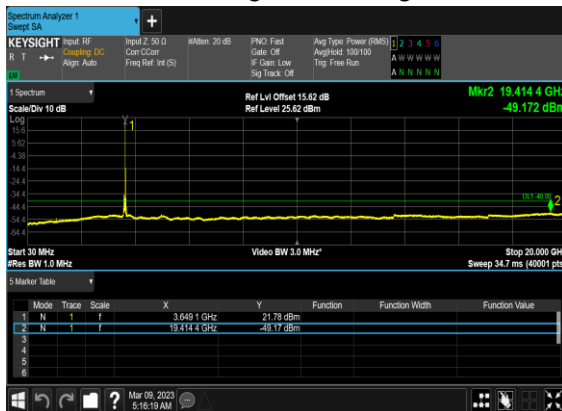 Spectrum Analyzer 1
Swept SA
+
KEYSIGHT Input: RF Input Z: 50 Ω #Atten: 20 dB PNO: Fast Avg Type: Power (RMS) 1 2 3 4 5 6
R T Coupling: DC Corr CCorr Gate: Off Avg|Hold: 100/100 A W W W W W
Align: Auto Freq Ref: Int (S) IF Gain: Low Trig: Free Run
Sig Track: Off A N N N N N
1 Spectrum Ref Lvl Offset 15.62 dB Mkr2 19.414 4 GHz
Scale/Div 10 dB Ref Level 25.62 dBm -49.172 dBm
Log
15.6
5.62
-4.38
-14.4
-24.4
-34.4
-44.4
-54.4
-64.4
1
2
Start 30 MHz Video BW 3.0 MHz* Stop 20.000 GHz
#Res BW 1.0 MHz Sweep 34.7 ms (40001 pts)
5 Marker Table
Mode Trace Scale X Y Function Function Width Function Value
1 N 1 f 3.649 1 GHz 21.78 dBm
2 N 1 f 19.414 4 GHz -49.17 dBm
3
4
5
6
? Mar 09, 2023
5:16:19 AM